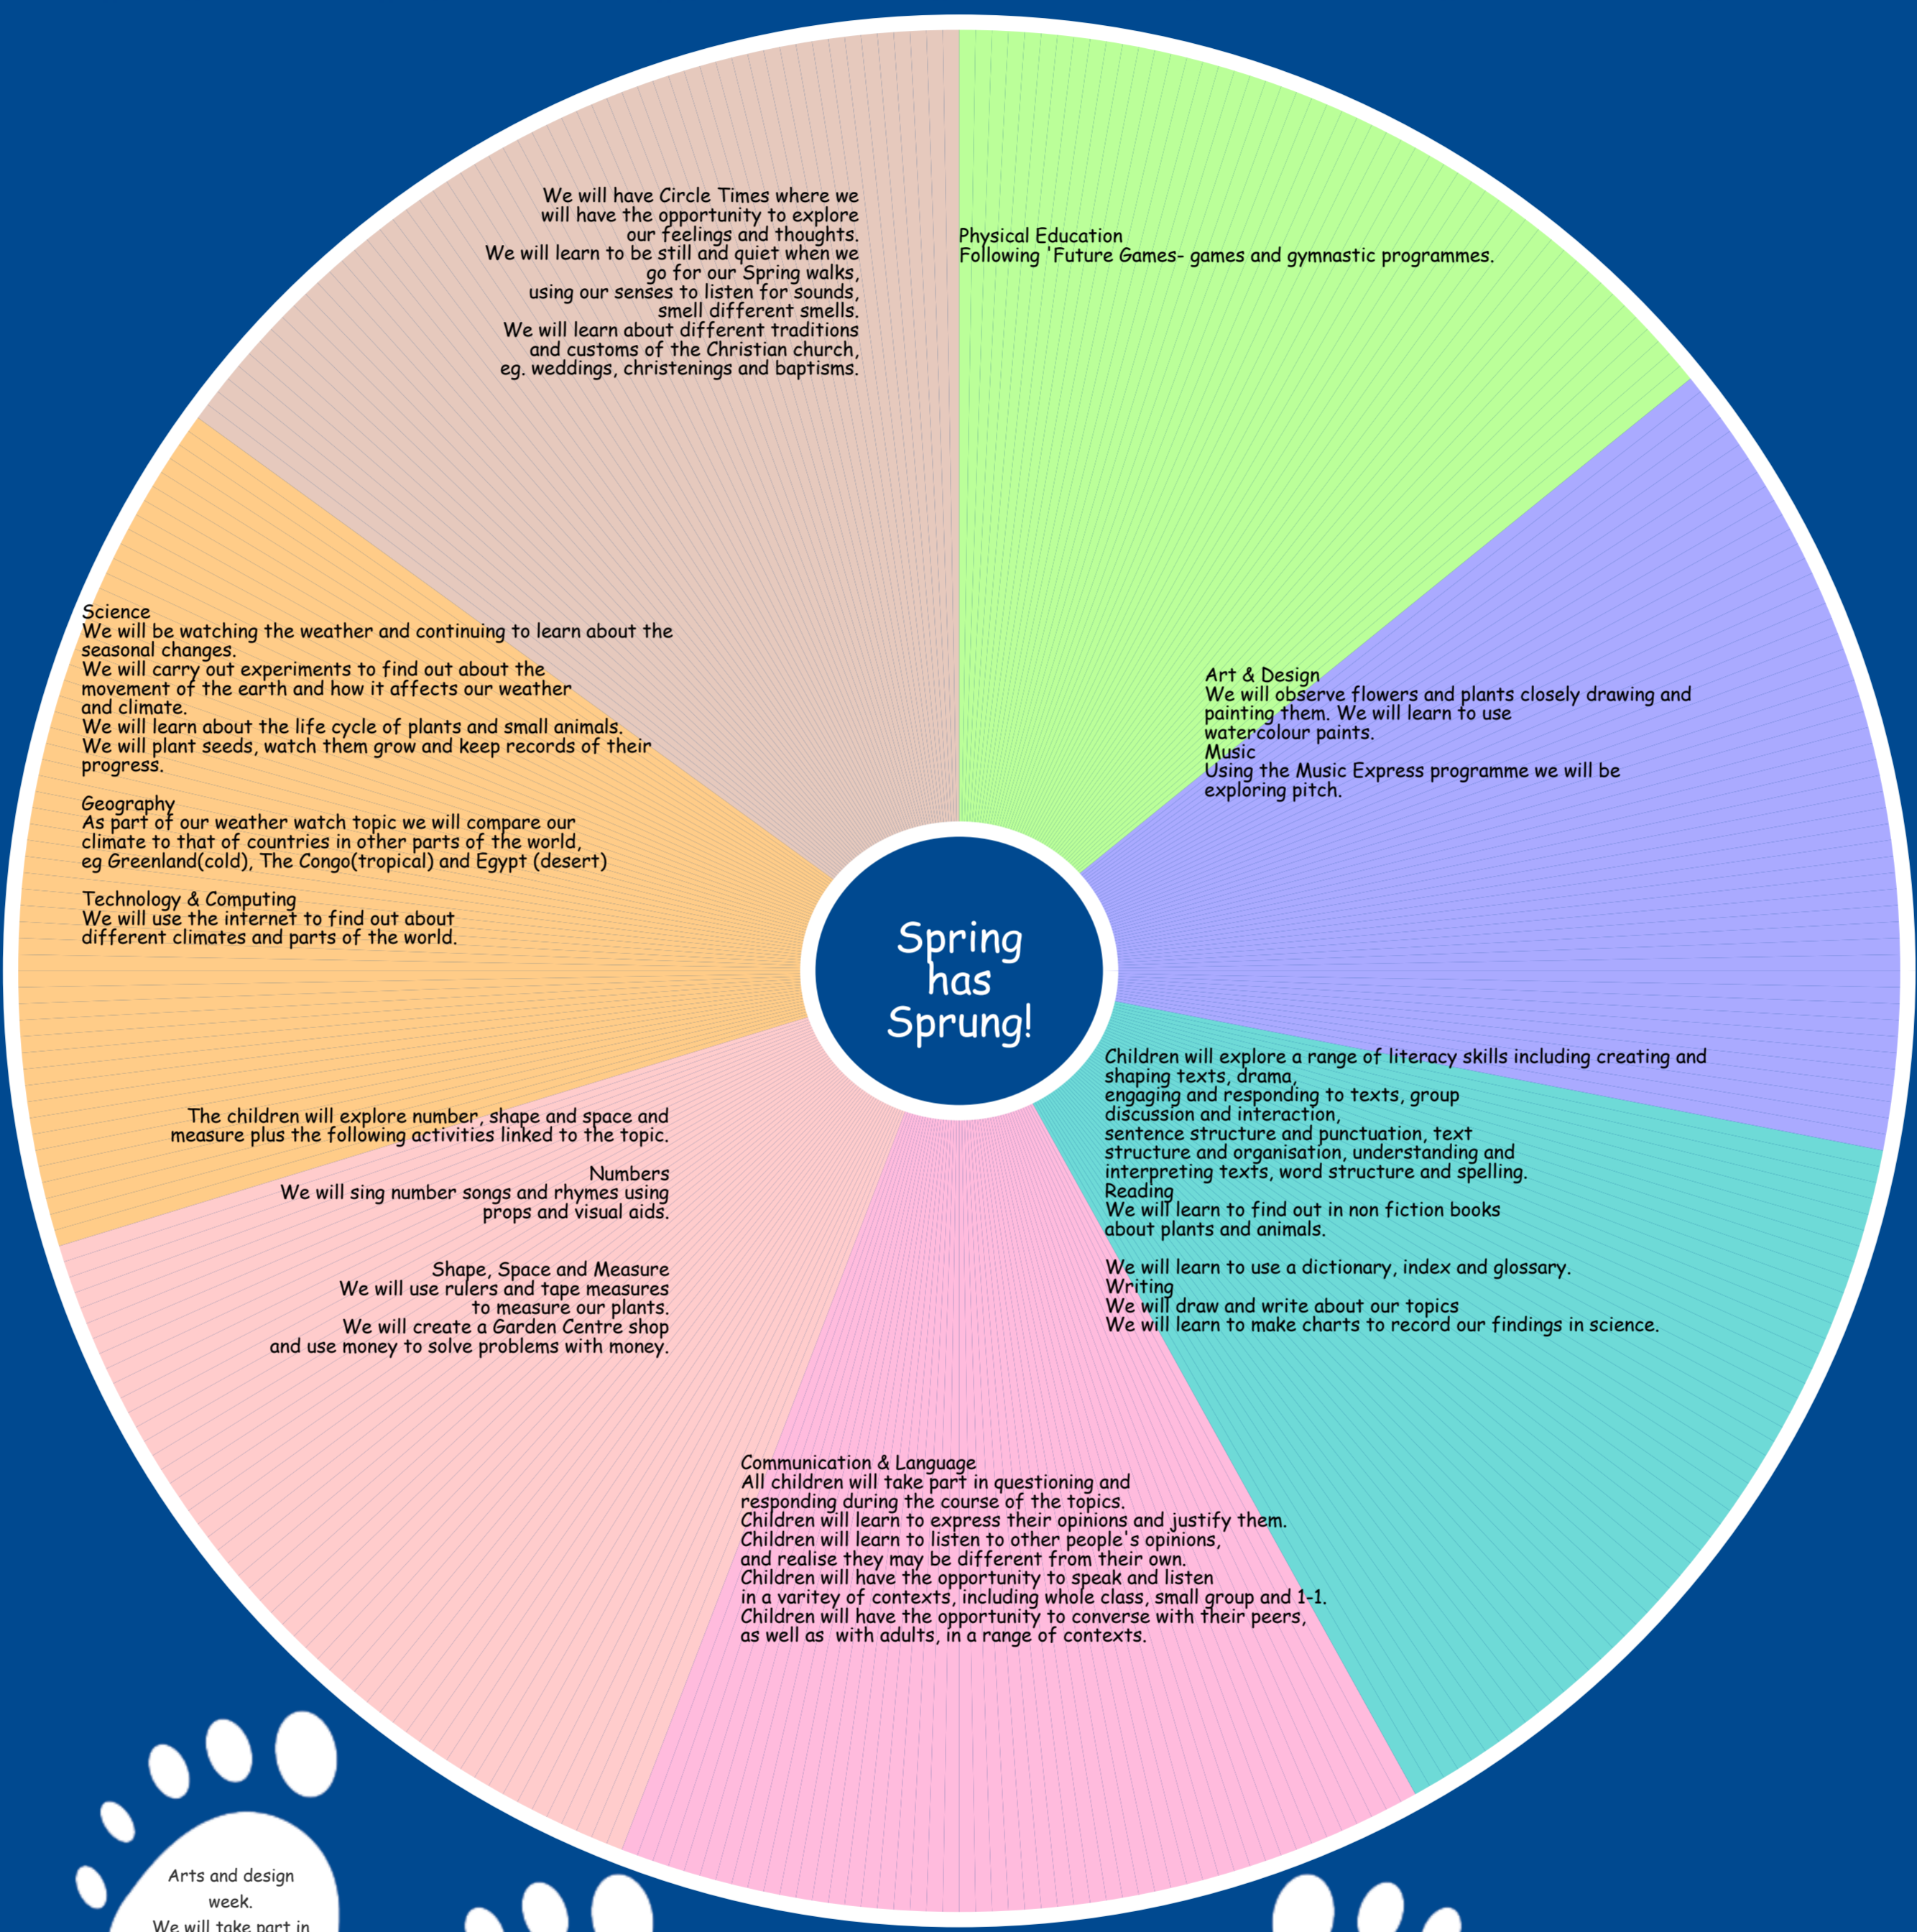 We will have Circle Times where we
will have the opportunity to explore
our feelings and thoughts.
We will learn to be still and quiet when we
go for our Spring walks,
using our senses to listen for sounds,
smell different smells.
We will learn about different traditions
and customs of the Christian church,
eg. weddings, christenings and baptisms.
Physical Education
Following 'Future Games- games and gymnastic programmes.
Science
We will be watching the weather and continuing to learn about the
seasonal changes.
We will carry out experiments to find out about the
movement of the earth and how it affects our weather
and climate.
We will learn about the life cycle of plants and small animals.
We will plant seeds, watch them grow and keep records of their
progress.
Geography
As part of our weather watch topic we will compare our
climate to that of countries in other parts of the world,
eg Greenland(cold), The Congo(tropical) and Egypt (desert)
Technology & Computing
We will use the internet to find out about
different climates and parts of the world.
Art & Design
We will observe flowers and plants closely drawing and
painting them. We will learn to use
watercolour paints.
Music
Using the Music Express programme we will be
exploring pitch.
Spring
has
Sprung!
The children will explore number, shape and space and
measure plus the following activities linked to the topic.
Numbers
We will sing number songs and rhymes using
props and visual aids.
Shape, Space and Measure
We will use rulers and tape measures
to measure our plants.
We will create a Garden Centre shop
and use money to solve problems with money.
Children will explore a range of literacy skills including creating and
shaping texts, drama,
engaging and responding to texts, group
discussion and interaction,
sentence structure and punctuation, text
structure and organisation, understanding and
interpreting texts, word structure and spelling.
Reading
We will learn to find out in non fiction books
about plants and animals.
We will learn to use a dictionary, index and glossary.
Writing
We will draw and write about our topics
We will learn to make charts to record our findings in science.
Communication & Language
All children will take part in questioning and
responding during the course of the topics.
Children will learn to express their opinions and justify them.
Children will learn to listen to other people's opinions,
and realise they may be different from their own.
Children will have the opportunity to speak and listen
in a varitey of contexts, including whole class, small group and 1-1.
Children will have the opportunity to converse with their peers,
as well as  with adults, in a range of contexts.
Arts and design
week.
We will take part in